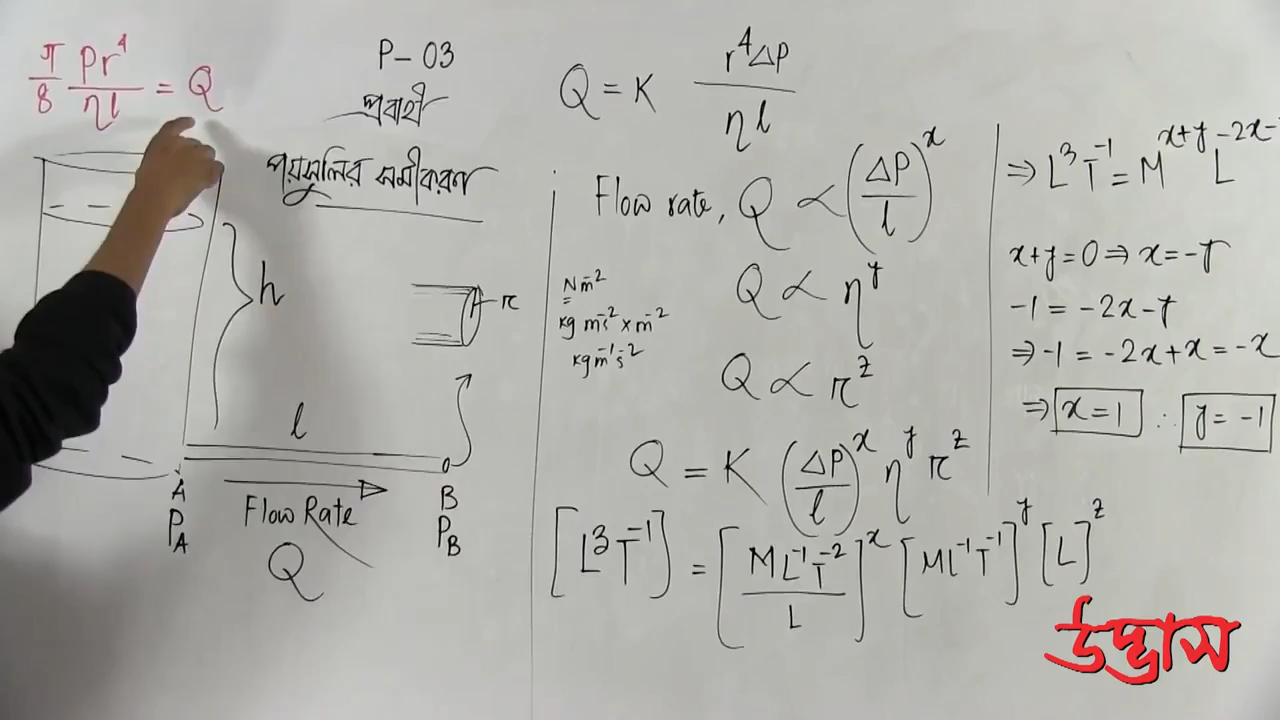 π/8 Pr⁴/ηl = Q
P-03
প্রবাহী
পয়সুলির সমীকরণ
h
r
l
A
P_A
Flow Rate
Q
B
P_B
Q = K r⁴ΔP/ηl
Flow rate, Q ∝ (ΔP/l)^x
Nm⁻²
=
kg ms⁻² × m⁻²
kgm⁻¹s⁻²
Q ∝ η^y
Q ∝ r^z
Q = K (ΔP/l)^x η^y r^z
[L³T⁻¹] = [ML⁻¹T⁻²/L]^x [ML⁻¹T⁻¹]^y [L]^z
⇒ L³T⁻¹ = M^(x+y) L^(-2x-
x+y=0 ⇒ x=-y
-1 = -2x-y
⇒ -1 = -2x+x = -x
⇒ x=1 ∴ y=-1
উদ্ভাস